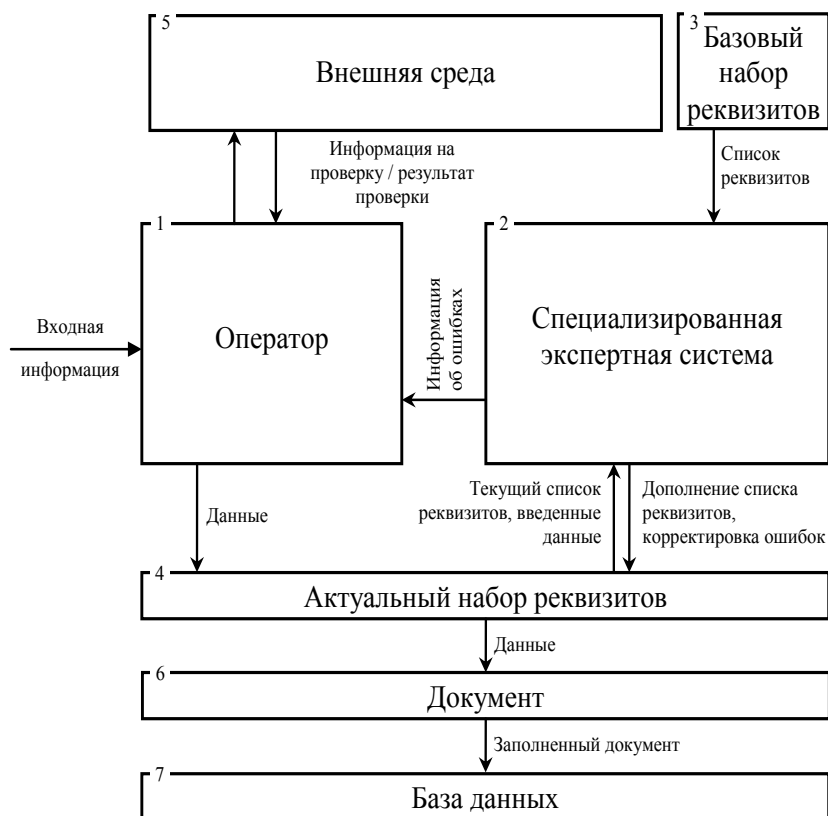 5
Внешняя среда
3
Базовый
набор
реквизитов
Информация на
проверку / результат
проверки
Список
реквизитов
1
Оператор
2
Специализированная
экспертная система
Входная
информация
Информация
об ошибках
Данные
Текущий список
реквизитов, введенные
данные
Дополнение списка
реквизитов,
корректировка ошибок
4
Актуальный набор реквизитов
Данные
6
Документ
Заполненный документ
7
База данных